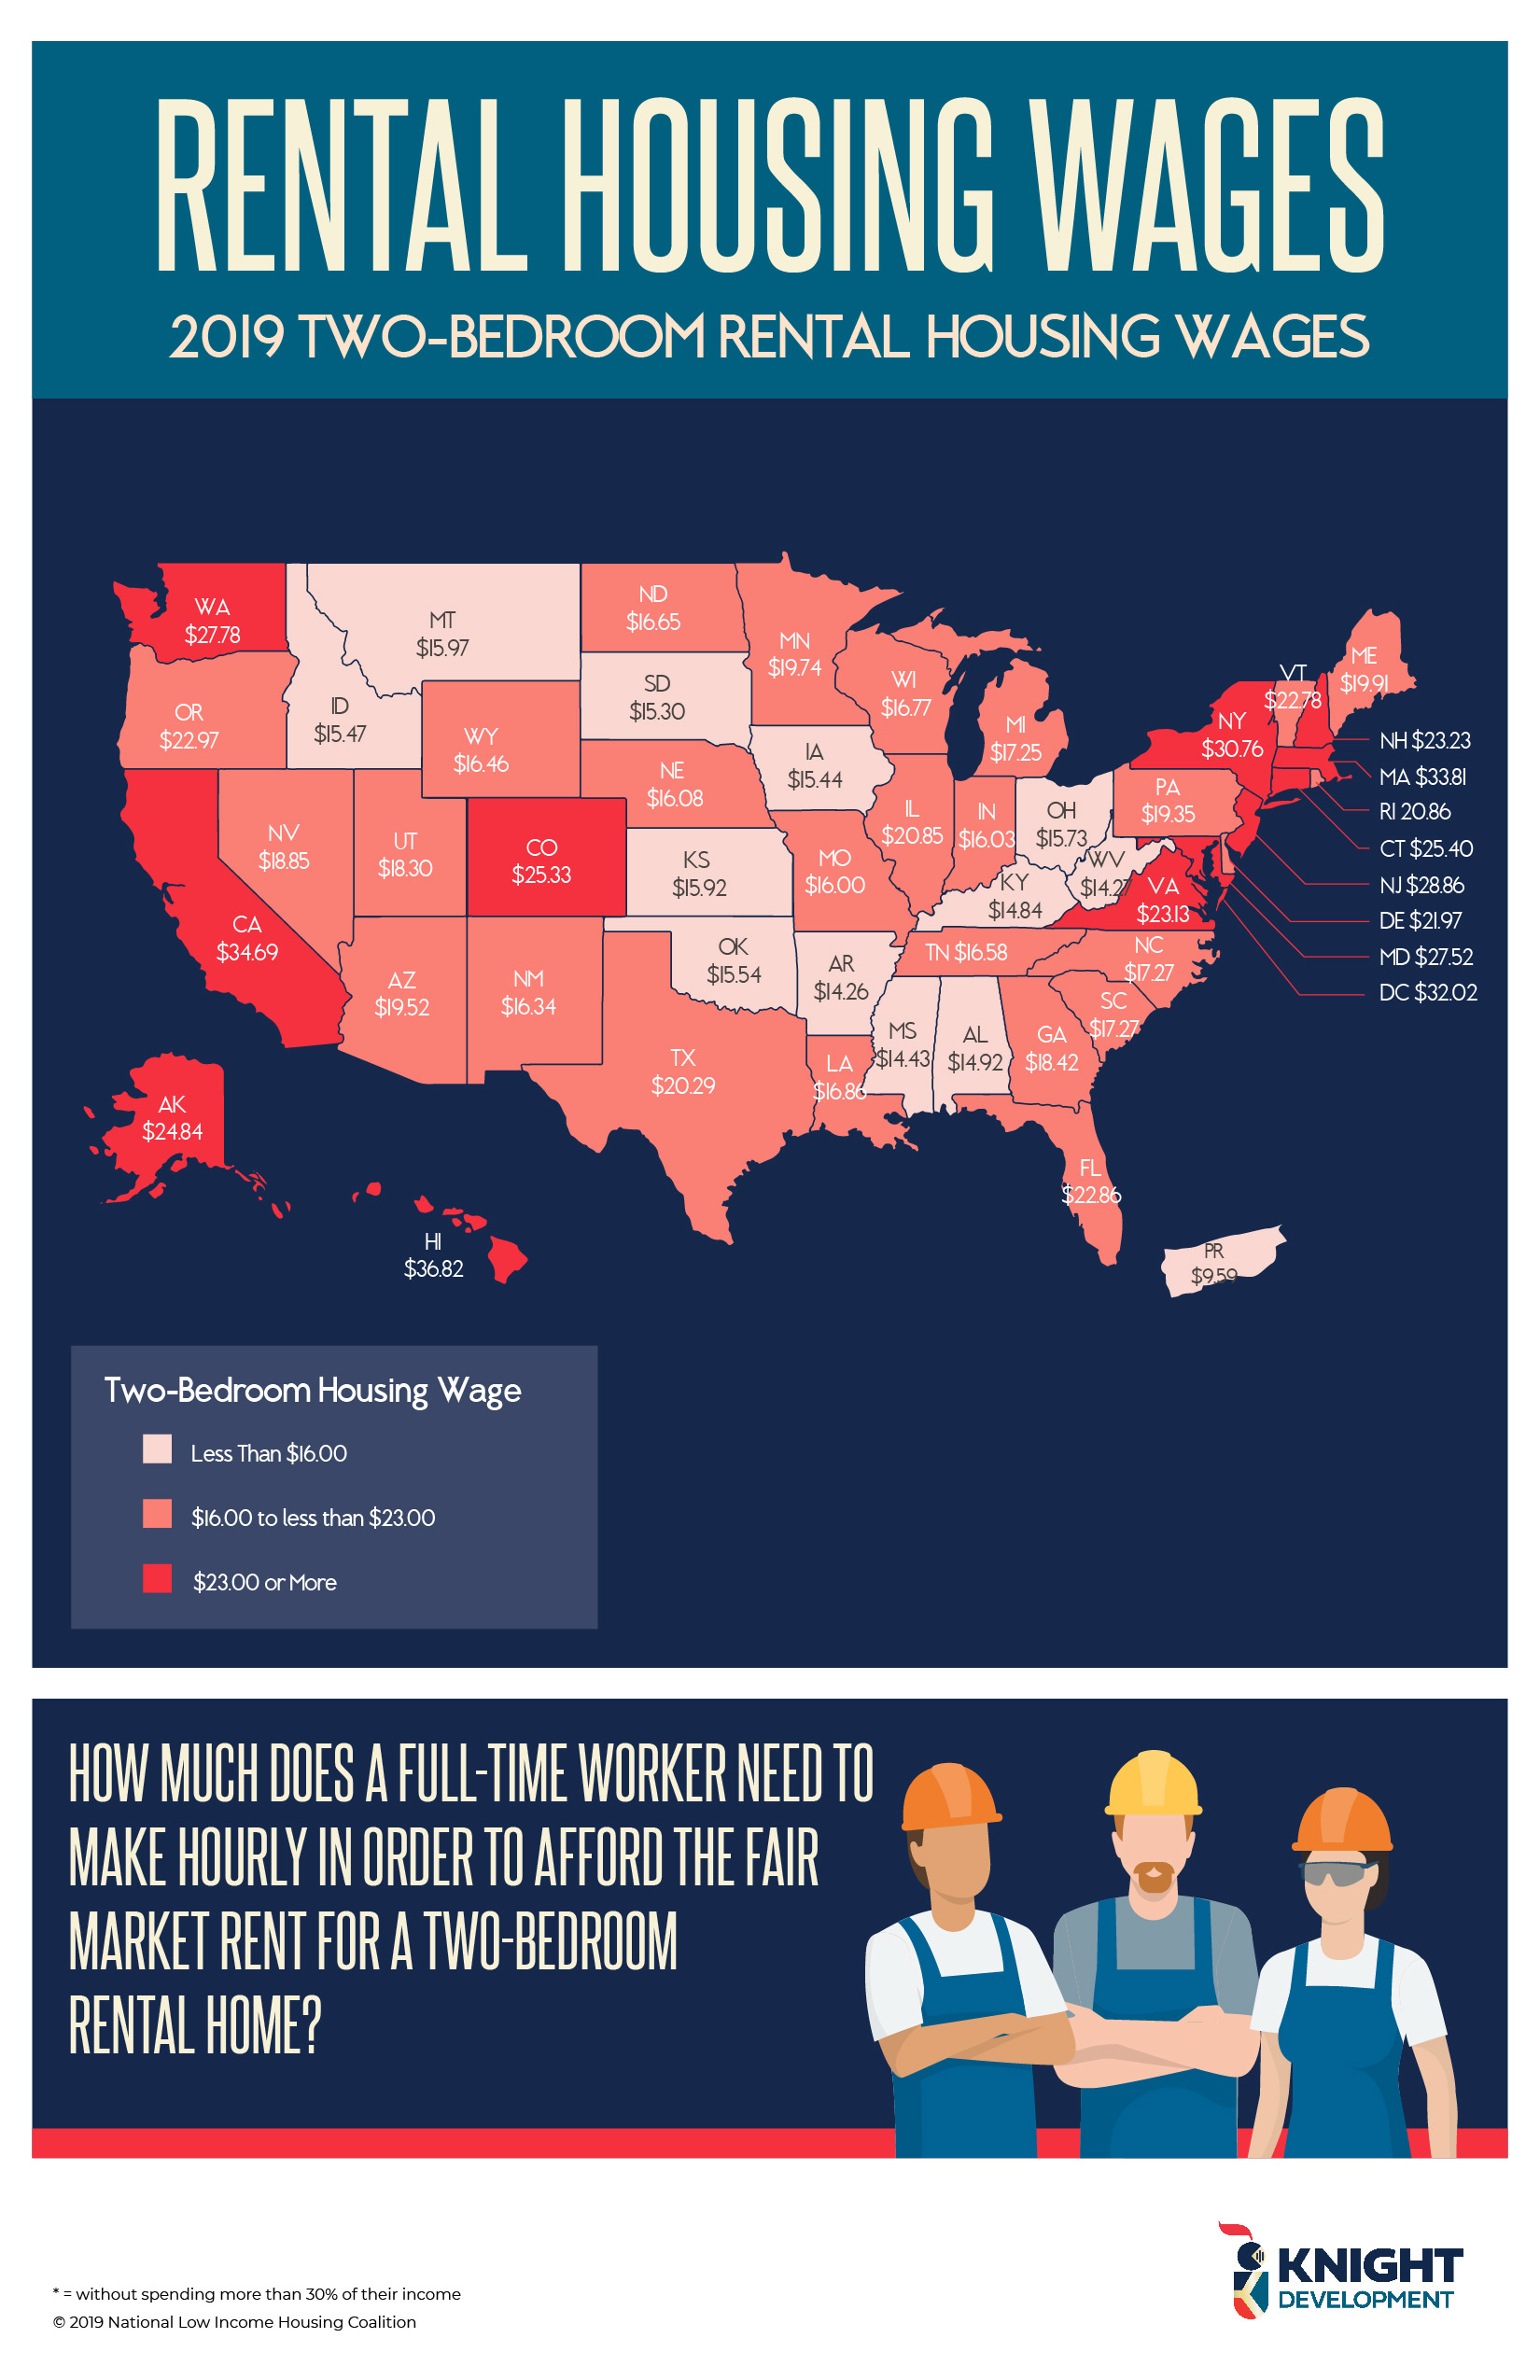 RENTAL HOUSING WAGES
2019 TWO-BEDROOM RENTAL HOUSING WAGES
WA
$27.78
MT
$15.97
ND
$16.65
MN
$19.74
OR
$22.97
ID
$15.47
WY
$16.46
SD
$15.30
WI
$16.77
MI
$17.25
NY
$30.76
VT
$22.78
ME
$19.91
NH $23.23
MA $33.81
RI 20.86
CT $25.40
NJ $28.86
DE $21.97
MD $27.52
DC $32.02
CA
$34.69
NV
$18.85
UT
$18.30
CO
$25.33
NE
$16.08
KS
$15.92
IA
$15.44
MO
$16.00
IL
$20.85
IN
$16.03
OH
$15.73
PA
$19.35
WV
$14.27
VA
$23.13
KY
$14.84
AZ
$19.52
NM
$16.34
OK
$15.54
AR
$14.26
TN $16.58
NC
$17.27
SC
$17.27
TX
$20.29
LA
$16.86
MS
$14.43
AL
$14.92
GA
$18.42
FL
$22.86
AK
$24.84
HI
$36.82
PR
$9.59
Two-Bedroom Housing Wage
Less Than $16.00
$16.00 to less than $23.00
$23.00 or More
HOW MUCH DOES A FULL-TIME WORKER NEED TO
MAKE HOURLY IN ORDER TO AFFORD THE FAIR
MARKET RENT FOR A TWO-BEDROOM
RENTAL HOME?
* = without spending more than 30% of their income
© 2019 National Low Income Housing Coalition
KNIGHT
DEVELOPMENT